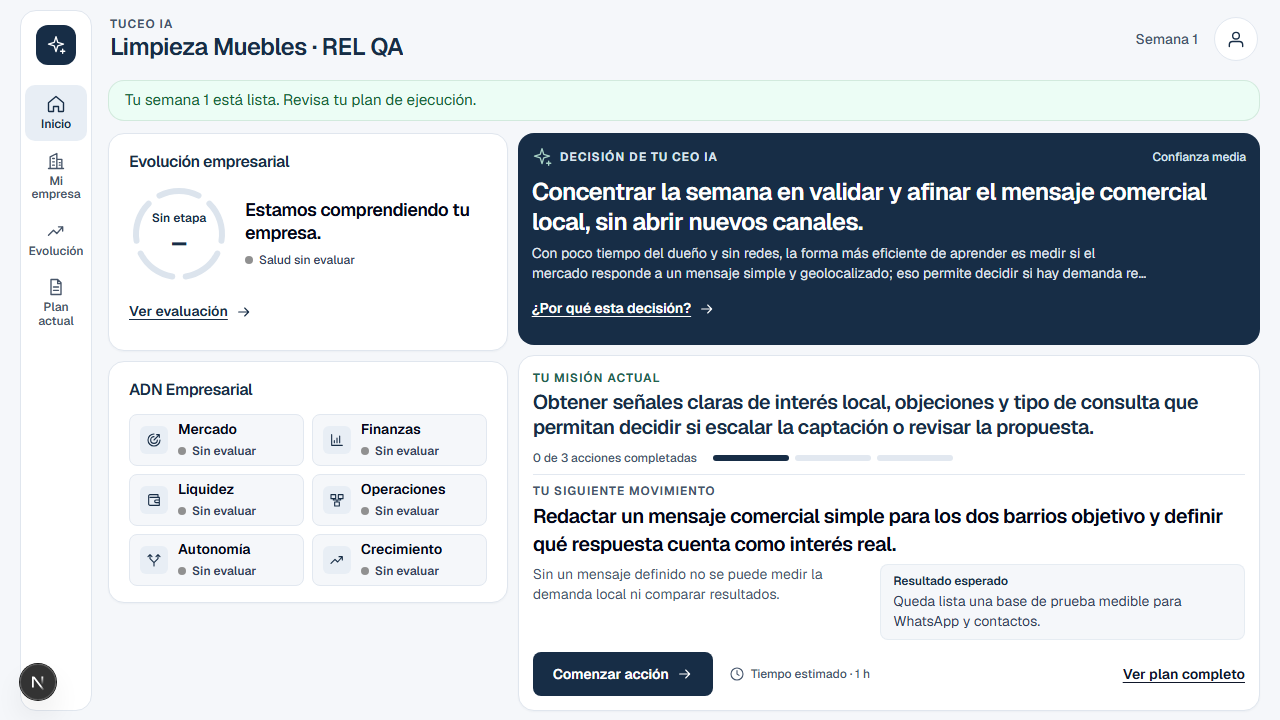 TUCEO IA
Limpieza Muebles · REL QA
Semana 1
Inicio
Mi
empresa
Evolución
Plan
actual
N
Tu semana 1 está lista. Revisa tu plan de ejecución.
Evolución empresarial
Sin etapa
–
Estamos comprendiendo tu
empresa.
Salud sin evaluar
Ver evaluación
ADN Empresarial
Mercado
Sin evaluar
Finanzas
Sin evaluar
Liquidez
Sin evaluar
Operaciones
Sin evaluar
Autonomía
Sin evaluar
Crecimiento
Sin evaluar
DECISIÓN DE TU CEO IA
Confianza media
Concentrar la semana en validar y afinar el mensaje comercial
local, sin abrir nuevos canales.
Con poco tiempo del dueño y sin redes, la forma más eficiente de aprender es medir si el
mercado responde a un mensaje simple y geolocalizado; eso permite decidir si hay demanda re…
¿Por qué esta decisión?
TU MISIÓN ACTUAL
Obtener señales claras de interés local, objeciones y tipo de consulta que
permitan decidir si escalar la captación o revisar la propuesta.
0 de 3 acciones completadas
TU SIGUIENTE MOVIMIENTO
Redactar un mensaje comercial simple para los dos barrios objetivo y definir
qué respuesta cuenta como interés real.
Sin un mensaje definido no se puede medir la
demanda local ni comparar resultados.
Resultado esperado
Queda lista una base de prueba medible para
WhatsApp y contactos.
Comenzar acción
Tiempo estimado · 1 h
Ver plan completo